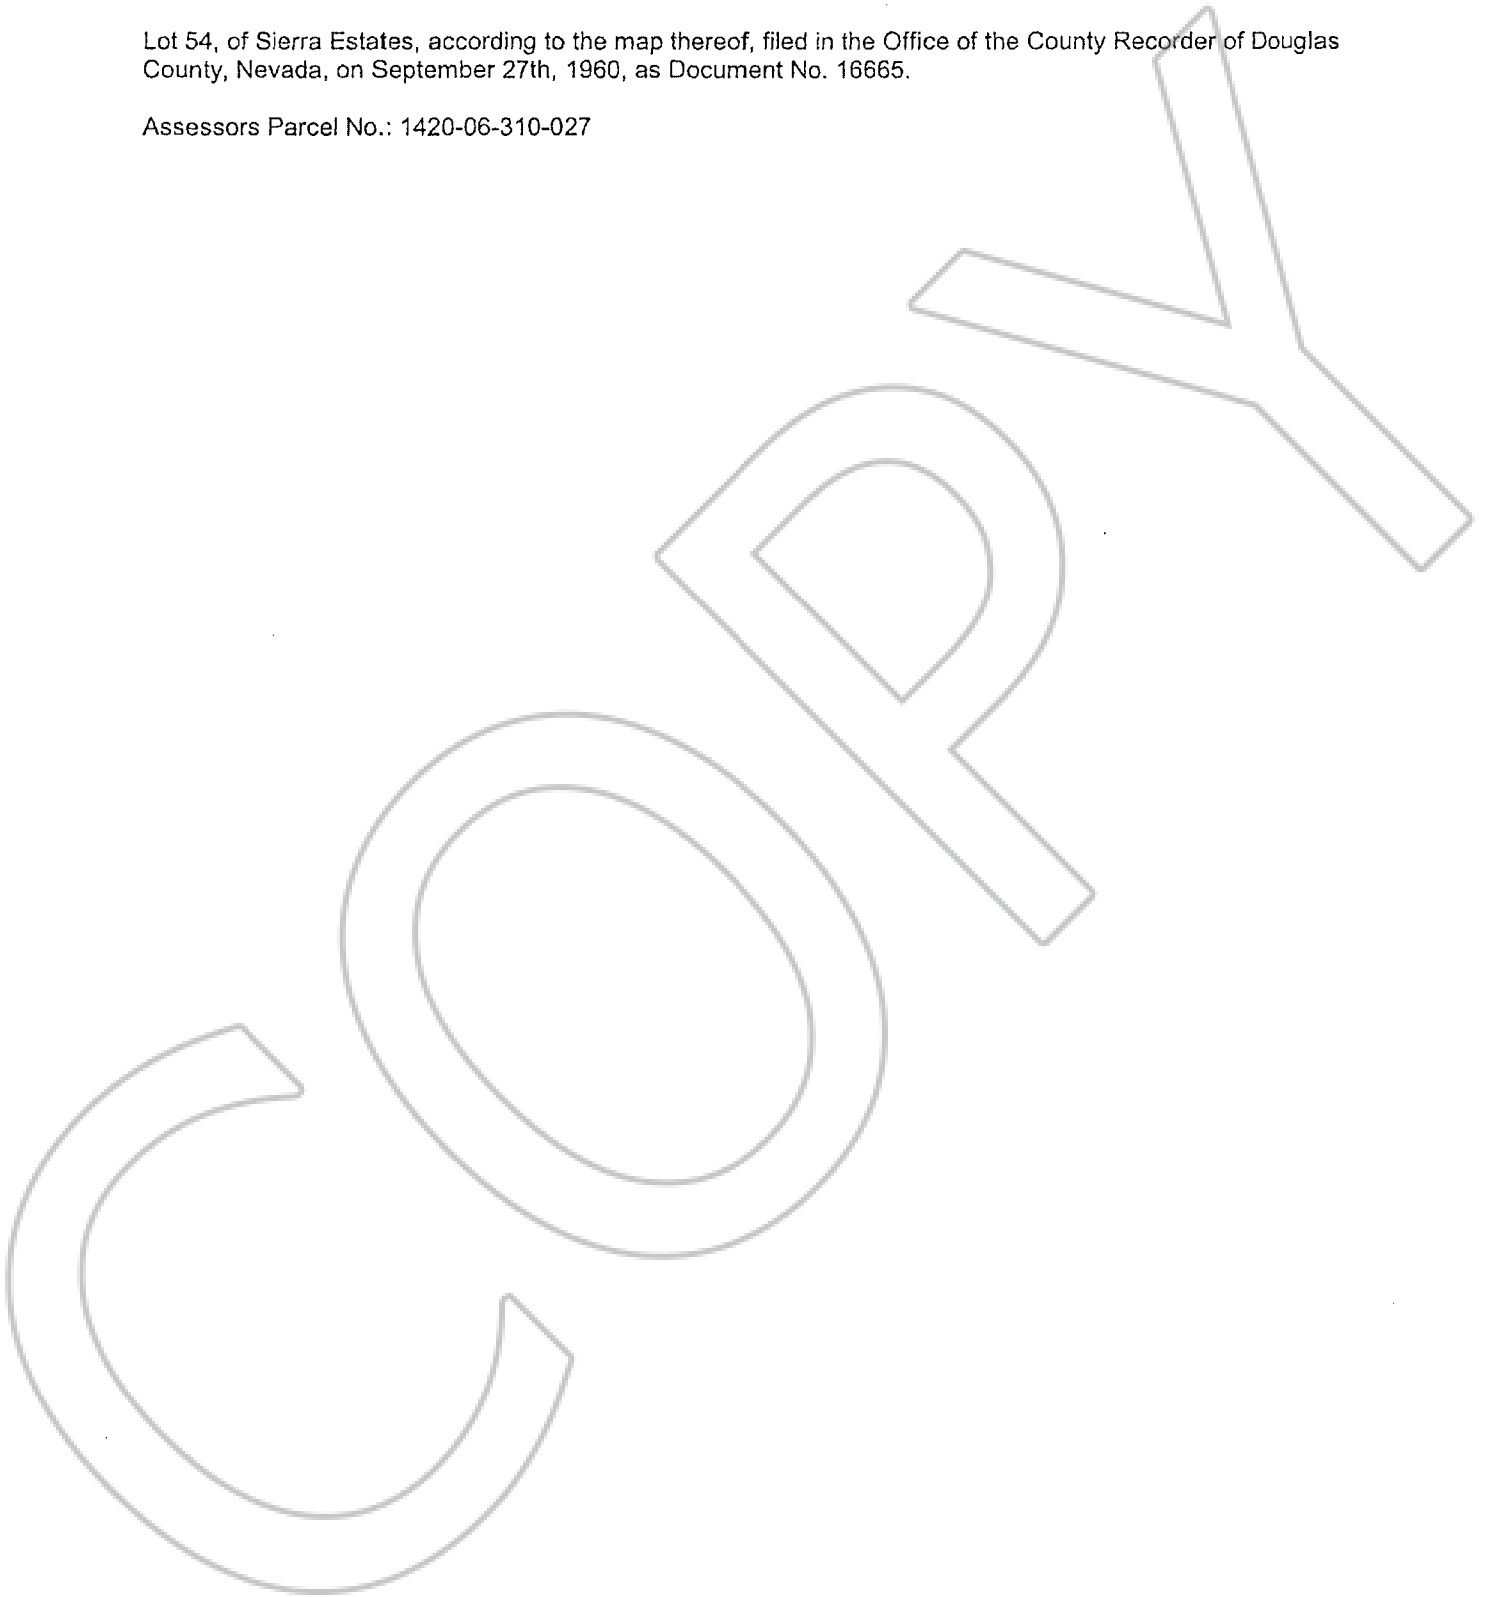 Lot 54, of Sierra Estates, according to the map thereof, filed in the Office of the County Recorder of Douglas
County, Nevada, on September 27th, 1960, as Document No. 16665.
Assessors Parcel No.: 1420-06-310-027
COPY